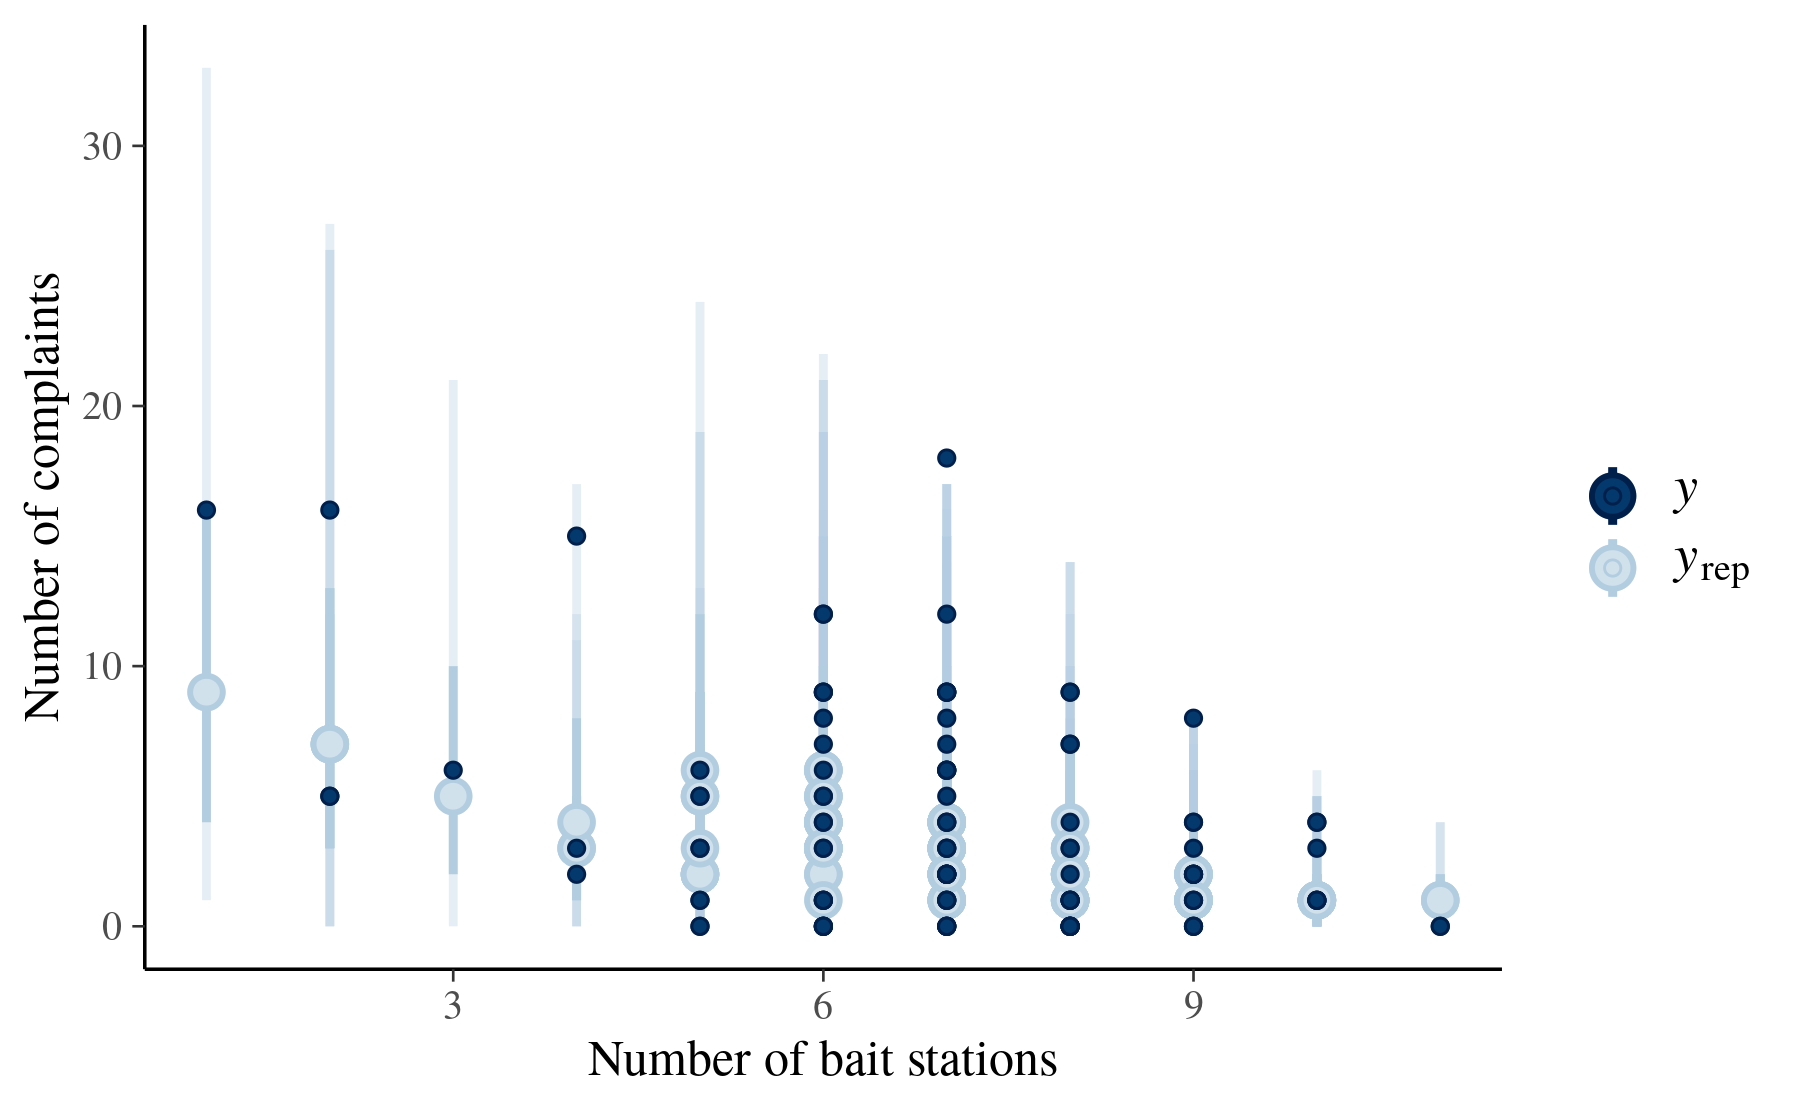 Number of complaints
30
20
10
0
3 6 9
Number of bait stations
y
yrep